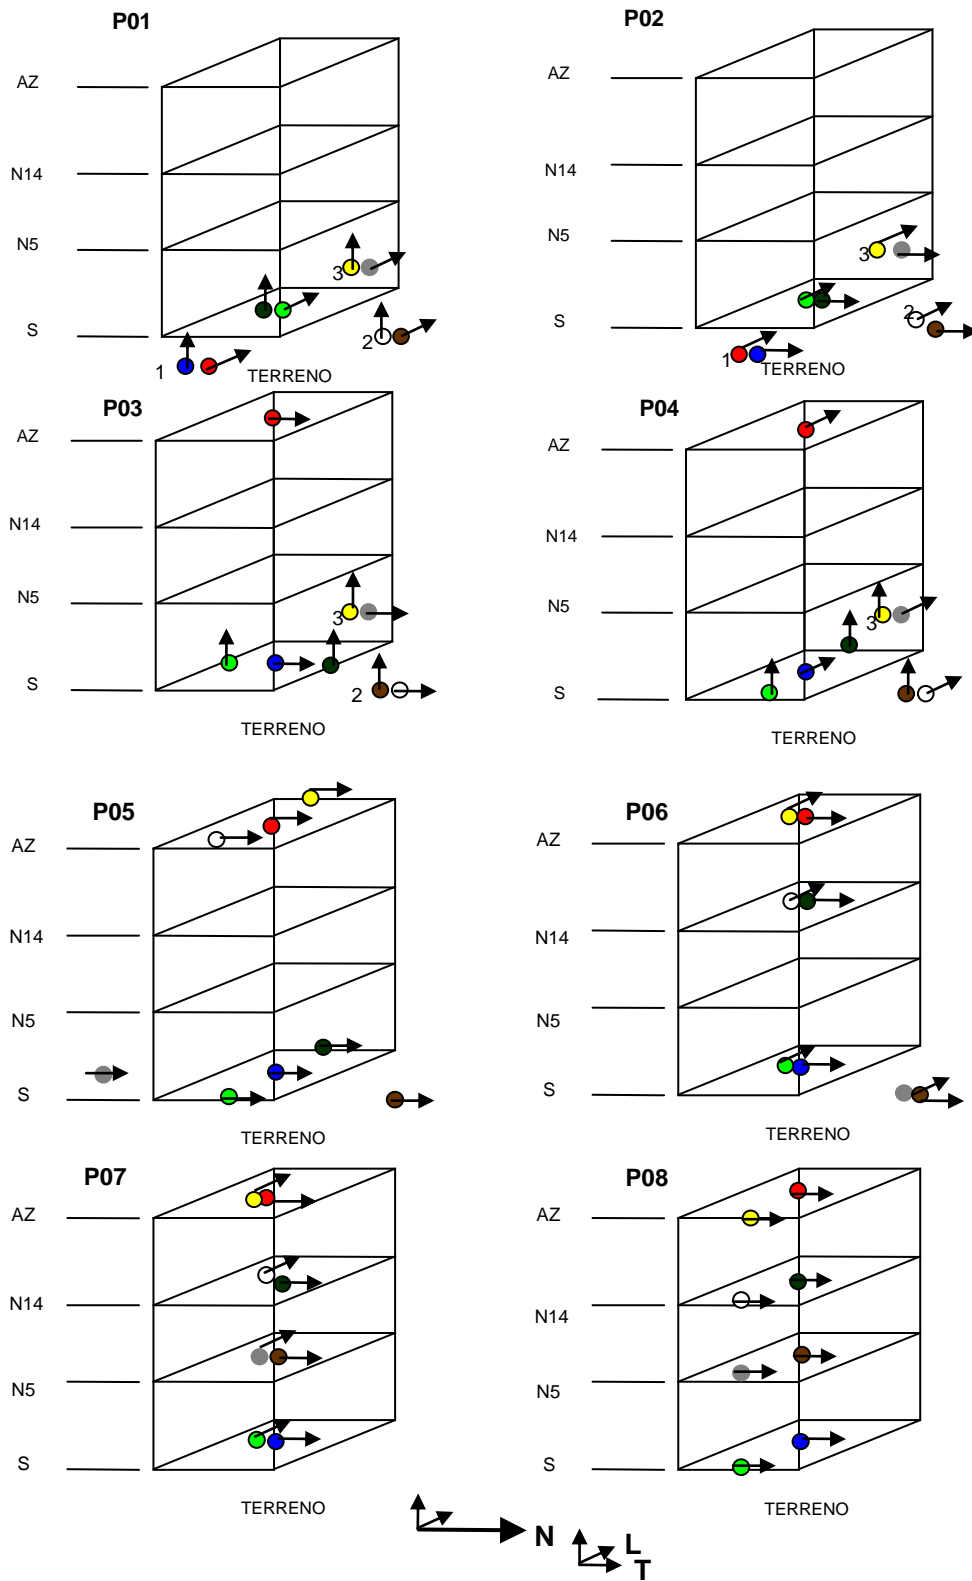 P01
AZ
N14
N5
3
S
2
1
TERRENO
P02
AZ
N14
N5
3
2
S
1
TERRENO
P03
AZ
N14
N5
3
S
2
TERRENO
P04
AZ
N14
N5
3
S
TERRENO
P05
AZ
N14
N5
S
TERRENO
P06
AZ
N14
N5
S
TERRENO
P07
AZ
N14
N5
S
TERRENO
P08
AZ
N14
N5
S
TERRENO
N
L
T